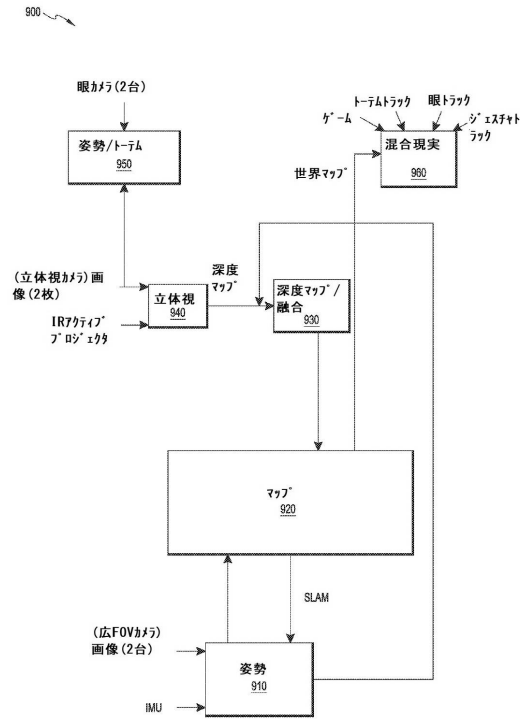 900
眼カメラ(2台)
姿勢/トーテム
950
ゲーム
トーテムトラック
眼トラック
ジェスチャト
ラック
混合現実
960
世界マップ
(立体視カメラ)画
像(2枚)
IRアクティブ
プロジェクタ
立体視
940
深度
マップ
深度マップ/
融合
930
マップ
920
SLAM
(広FOVカメラ)
画像(2台)
IMU
姿勢
910